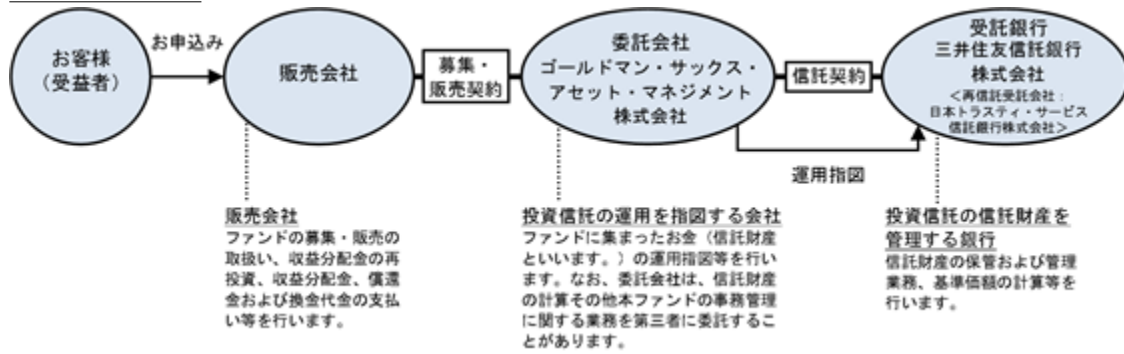 お客様
（受益者）
お申込み
販売会社
募集・
販売契約
委託会社
ゴールドマン・サックス・
アセット・マネジメント
株式会社
信託契約
受託銀行
三井住友信託銀行
株式会社
＜再信託受託会社：
日本トラスティ・サービス
信託銀行株式会社＞
運用指図
販売会社
ファンドの募集・販売の
取扱い、収益分配金の再
投資、収益分配金、償還
金および換金代金の支払
い等を行います。
投資信託の運用を指図する会社
ファンドに集まったお金（信託財産
といいます。）の運用指図等を行い
ます。なお、委託会社は、信託財産
の計算その他本ファンドの事務管理
に関する業務を第三者に委託するこ
とがあります。
投資信託の信託財産を
管理する銀行
信託財産の保管および管理
業務、基準価額の計算等を
行います。